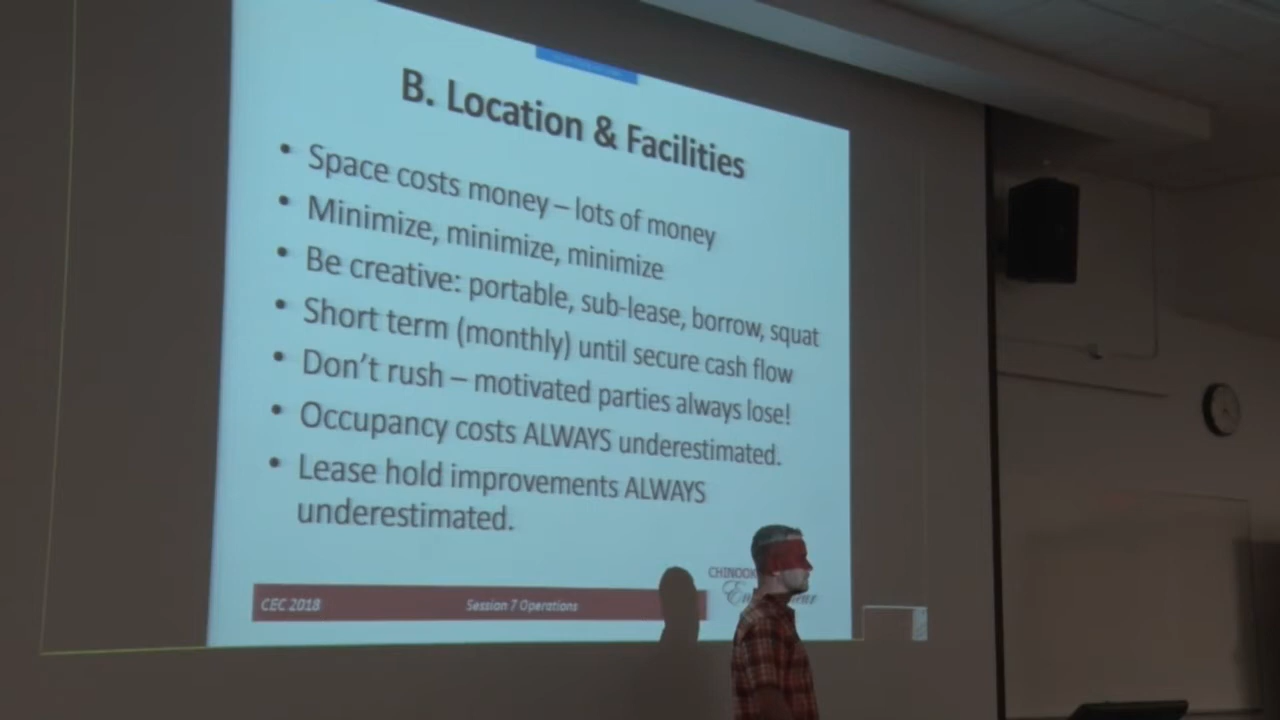 B. Location & Facilities
• Space costs money – lots of money
• Minimize, minimize, minimize
• Be creative: portable, sub-lease, borrow, squat
• Short term (monthly) until secure cash flow
• Don't rush – motivated parties always lose!
• Occupancy costs ALWAYS underestimated.
• Lease hold improvements ALWAYS
underestimated.
CHINOOK
CEC 2018 Session 7 Operations